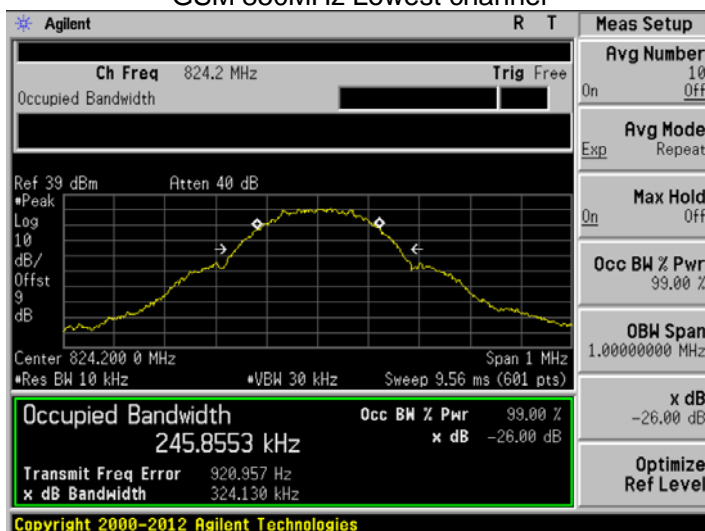 GSM 850MHz Lowest channel
Agilent R T
Ch Freq 824.2 MHz Trig Free
Occupied Bandwidth
Ref 39 dBm Atten 40 dB
#Peak
Log
10
dB/
Offst
9
dB
Center 824.200 0 MHz Span 1 MHz
#Res BW 10 kHz #VBW 30 kHz Sweep 9.56 ms (601 pts)
Occupied Bandwidth Occ BW % Pwr 99.00 %
245.8553 kHz x dB -26.00 dB
Transmit Freq Error 920.957 Hz
x dB Bandwidth 324.130 kHz
Copyright 2000-2012 Agilent Technologies
Meas Setup
Avg Number
10
On Off
Avg Mode
Exp Repeat
Max Hold
On Off
Occ BW % Pwr
99.00 %
OBW Span
1.00000000 MHz
x dB
-26.00 dB
Optimize
Ref Level